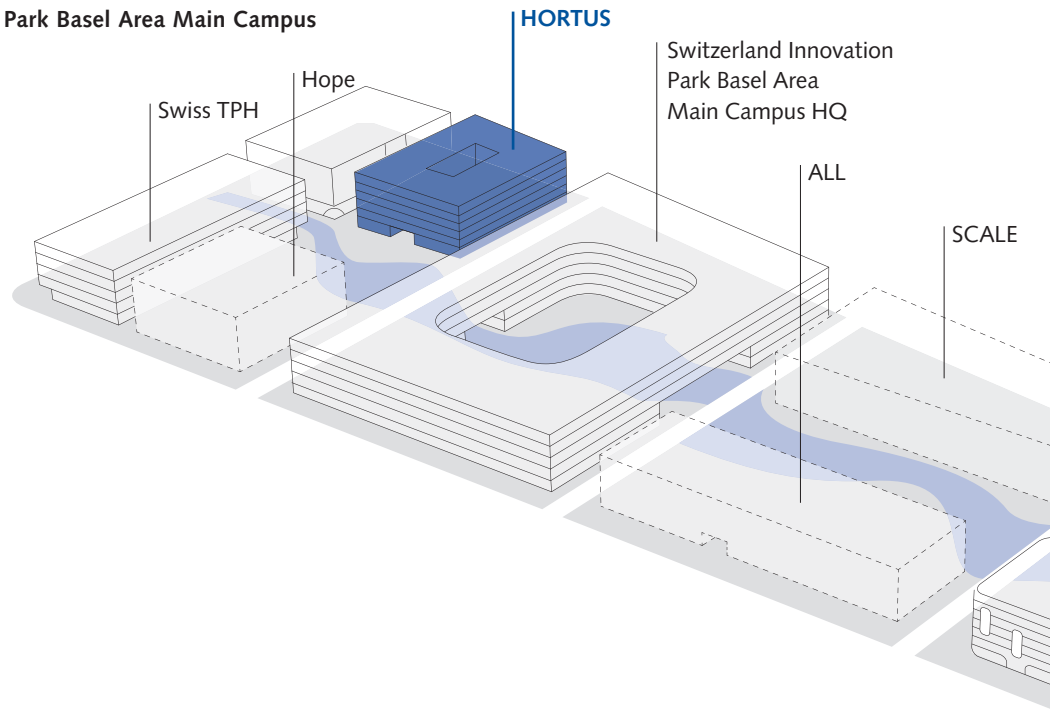 Park Basel Area Main Campus
HORTUS
Switzerland Innovation
Park Basel Area
Main Campus HQ
Hope
Swiss TPH
ALL
SCALE